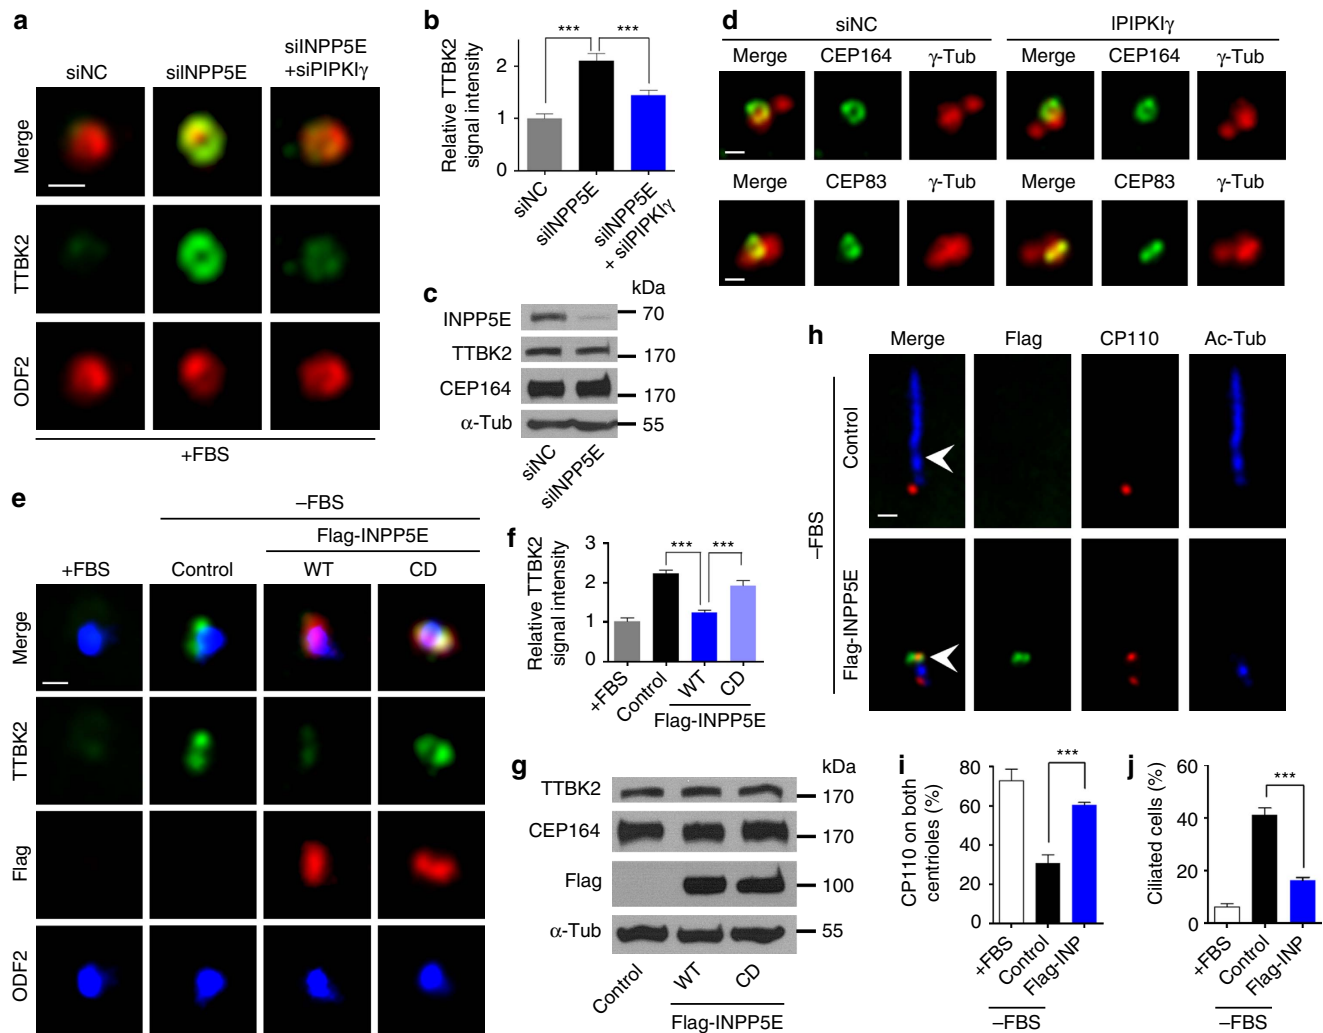 a
siNC
siINPP5E
siINPP5E
+siPIPKIγ
Merge
TTBK2
ODF2
+FBS
b
Relative TTBK2
signal intensity
2
1
0
***
***
siNC
siINPP5E
siINPP5E
+ silPIPKIγ
c
kDa
INPP5E
70
TTBK2
170
CEP164
170
α-Tub
55
siNC
siINPP5E
d
siNC
IPIPKIγ
Merge
CEP164
γ-Tub
Merge
CEP164
γ-Tub
Merge
CEP83
γ-Tub
Merge
CEP83
γ-Tub
e
–FBS
Flag-INPP5E
+FBS
Control
WT
CD
Merge
TTBK2
Flag
ODF2
f
Relative TTBK2
signal intensity
3
2
1
0
***
***
+FBS
Control
WT
CD
Flag-INPP5E
g
kDa
TTBK2
170
CEP164
170
Flag
100
α-Tub
55
Control
WT
CD
Flag-INPP5E
h
Merge
Flag
CP110
Ac-Tub
–FBS
Control
Flag-INPP5E
i
CP110 on both
centrioles (%)
80
60
40
20
0
***
+FBS
Control
Flag-INP
–FBS
j
Ciliated cells (%)
60
40
20
0
***
+FBS
Control
Flag-INP
–FBS